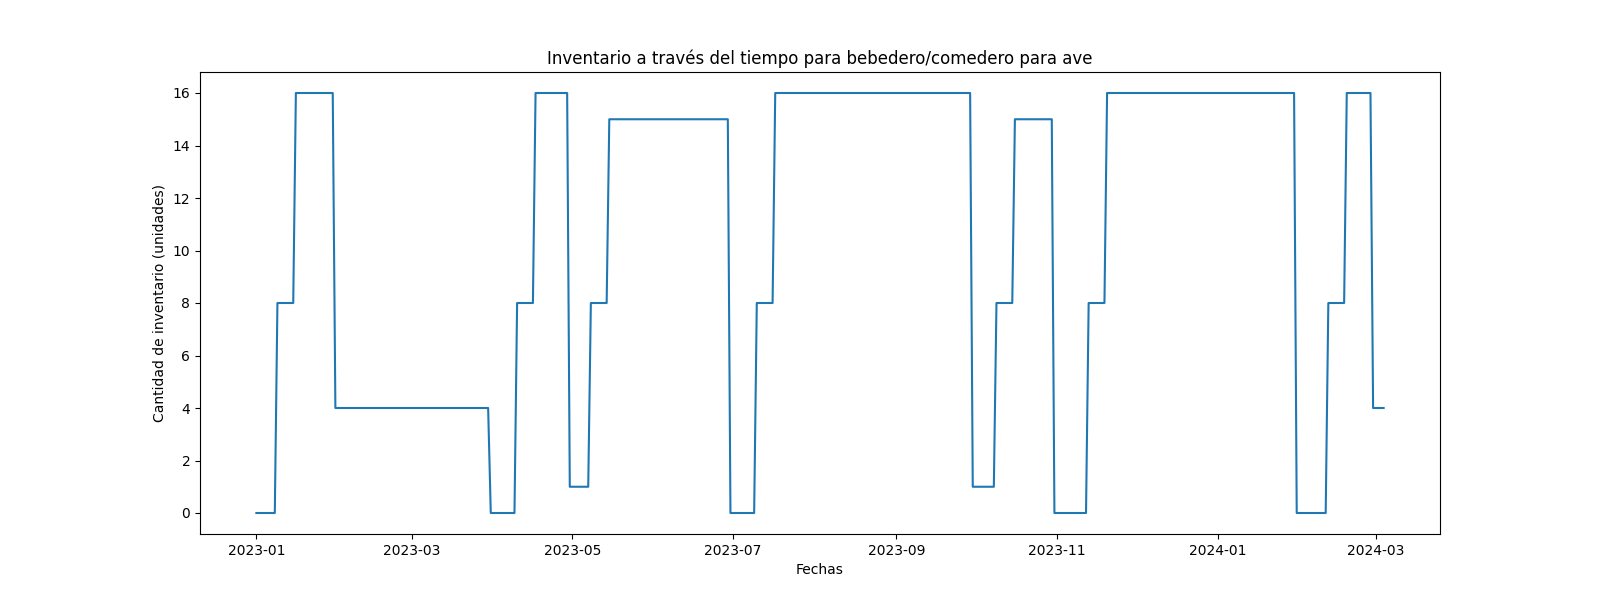 Inventario a través del tiempo para bebedero/comedero para ave
Cantidad de inventario (unidades)
16
14
12
10
8
6
4
2
0
2023-01 2023-03 2023-05 2023-07 2023-09 2023-11 2024-01 2024-03
Fechas